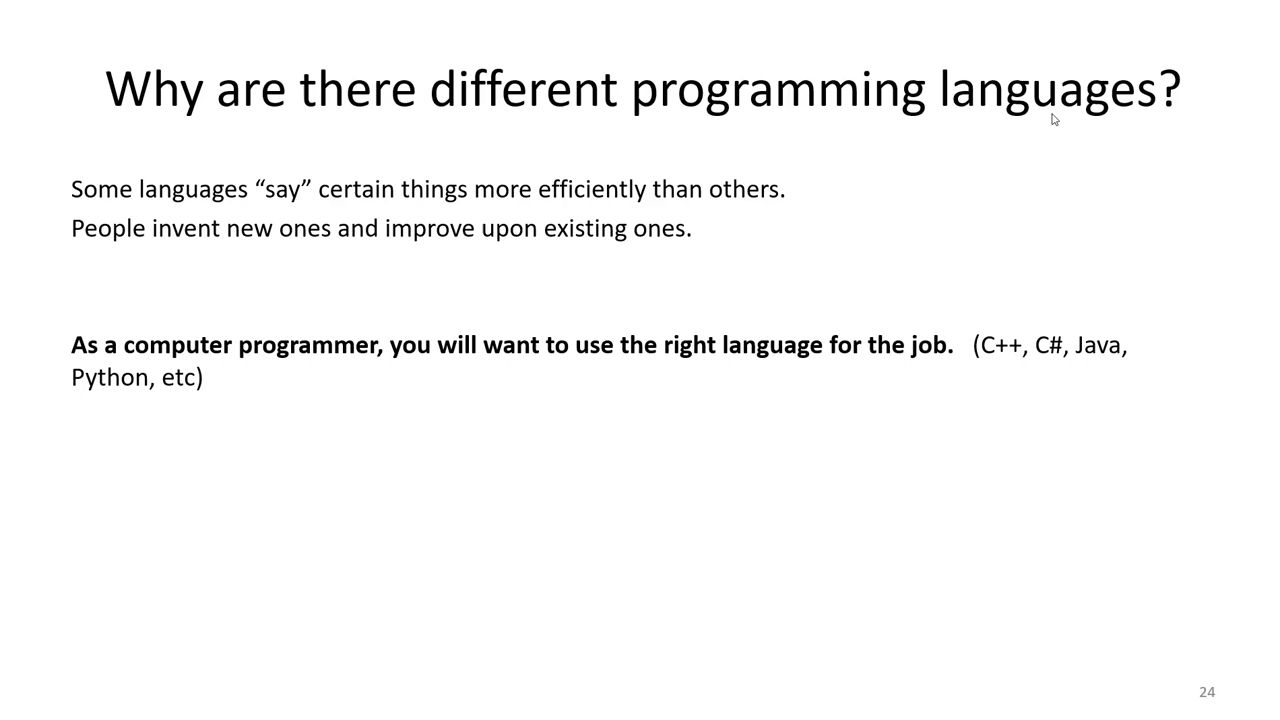 Why are there different programming languages?
Some languages “say” certain things more efficiently than others.
People invent new ones and improve upon existing ones.
As a computer programmer, you will want to use the right language for the job.   (C++, C#, Java,
Python, etc)
24